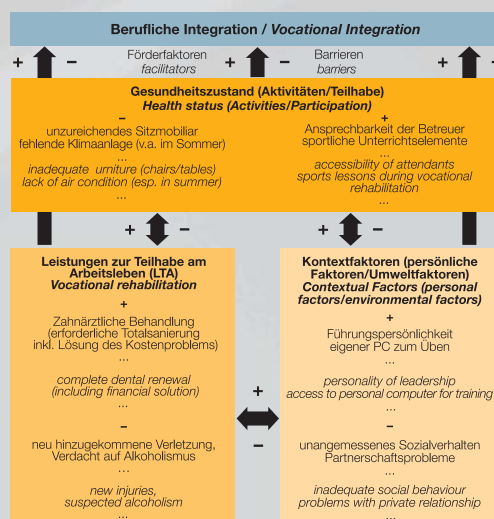 Berufliche Integration / Vocational Integration
+ – Förderfaktoren + – Barrieren + –
facilitators barriers
Gesundheitszustand (Aktivitäten/Teilhabe)
Health status (Activities/Participation)
–
unzureichendes Sitzmobiliar
fehlende Klimaanlage (v.a. im Sommer)
...
inadequate urniture (chairs/tables)
lack of air condition (esp. in summer)
...
+
Ansprechbarkeit der Betreuer
sportliche Unterrichtselemente
...
accessibility of attendants
sports lessons during vocational
rehabilitation
...
+ –
+ –
Leistungen zur Teilhabe am
Arbeitsleben (LTA)
Vocational rehabilitation
+
Zahnärztliche Behandlung
(erforderliche Totalsanierung
inkl. Lösung des Kostenproblems)
...
complete dental renewal
(including financial solution)
...
–
neu hinzugekommene Verletzung,
Verdacht auf Alkoholismus
...
new injuries,
suspected alcoholism
...
+
–
Kontextfaktoren (persönliche
Faktoren/Umweltfaktoren)
Contextual Factors (personal
factors/environmental factors)
+
Führungspersönlichkeit
eigener PC zum Üben
...
personality of leadership
access to personal computer for training
...
–
unangemessenes Sozialverhalten
Partnerschaftsprobleme
...
inadequate social behaviour
problems with private relationship
...